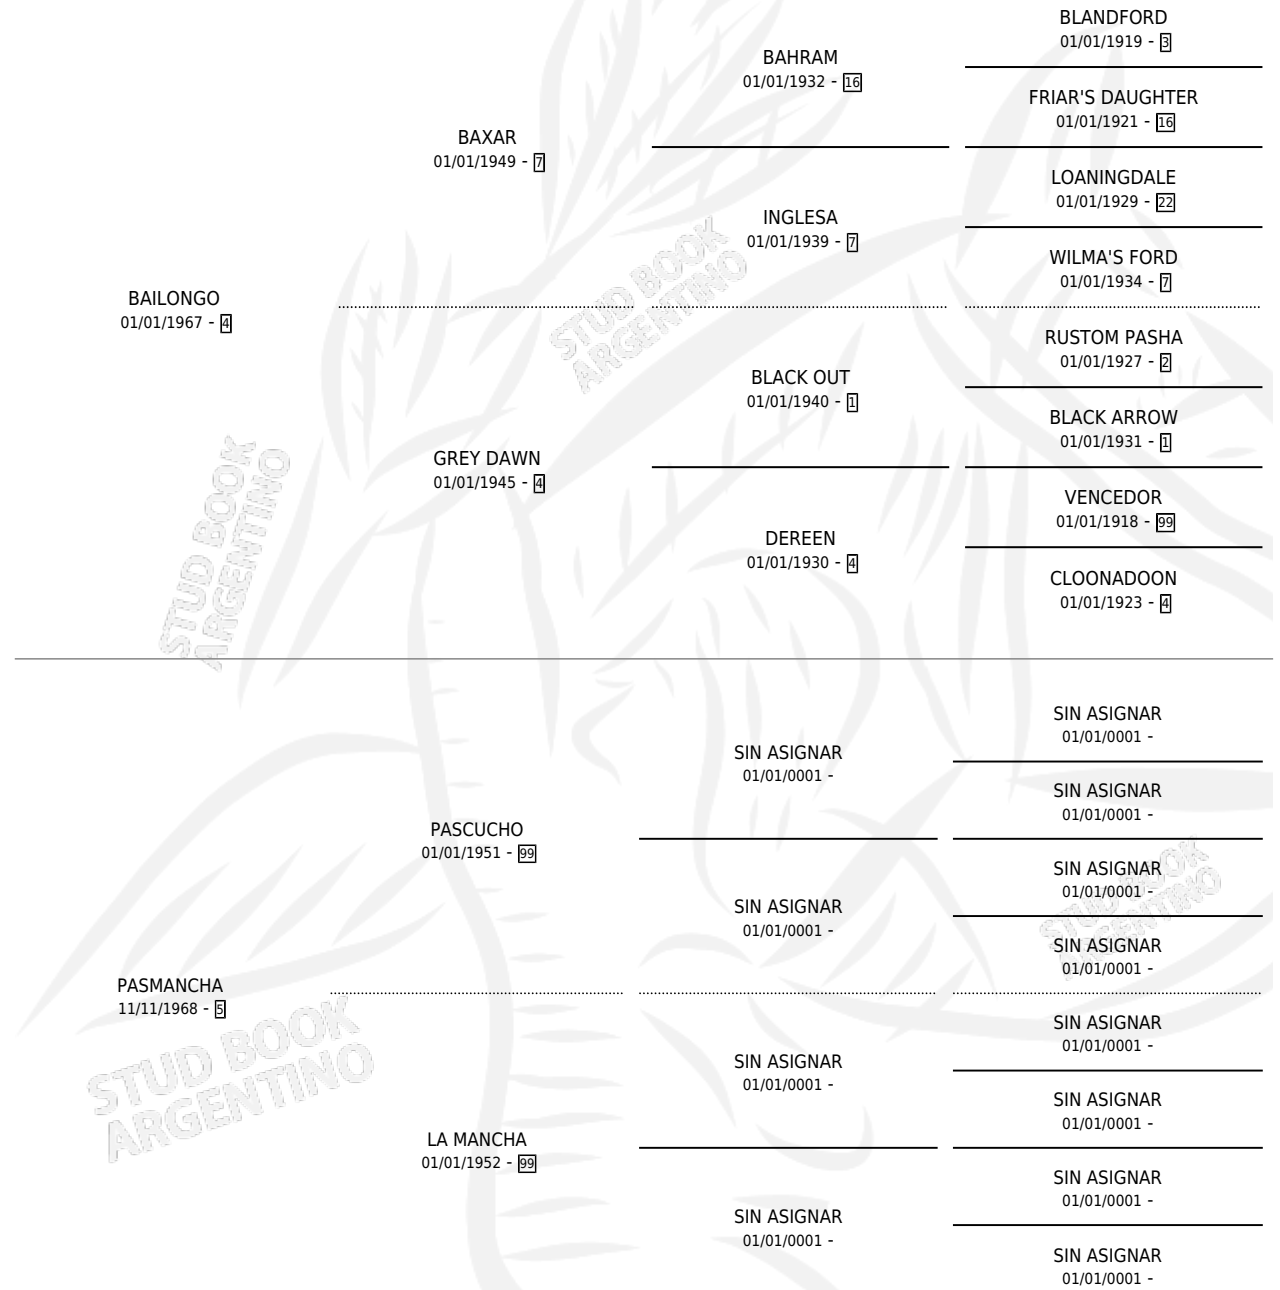 BLANDFORD
01/01/1919 - 3
BAHRAM
01/01/1932 - 16
FRIAR'S DAUGHTER
01/01/1921 - 16
BAXAR
01/01/1949 - 7
LOANINGDALE
01/01/1929 - 22
INGLESA
01/01/1939 - 7
WILMA'S FORD
01/01/1934 - 7
BAILONGO
01/01/1967 - 4
STUD BOOK
ARGENTINO
RUSTOM PASHA
01/01/1927 - 2
BLACK OUT
01/01/1940 - 1
BLACK ARROW
01/01/1931 - 1
GREY DAWN
01/01/1945 - 4
VENCEDOR
01/01/1918 - 99
DEREEN
01/01/1930 - 4
CLOONADOON
01/01/1923 - 4
STUD BOOK
ARGENTINO
SIN ASIGNAR
01/01/0001 -
SIN ASIGNAR
01/01/0001 -
SIN ASIGNAR
01/01/0001 -
PASCUCHO
01/01/1951 - 99
SIN ASIGNAR
01/01/0001 -
SIN ASIGNAR
01/01/0001 -
SIN ASIGNAR
01/01/0001 -
STUD BOOK
ARGENTINO
PASMANCHA
11/11/1968 - 5
SIN ASIGNAR
01/01/0001 -
SIN ASIGNAR
01/01/0001 -
SIN ASIGNAR
01/01/0001 -
STUD BOOK
ARGENTINO
LA MANCHA
01/01/1952 - 99
SIN ASIGNAR
01/01/0001 -
SIN ASIGNAR
01/01/0001 -
SIN ASIGNAR
01/01/0001 -